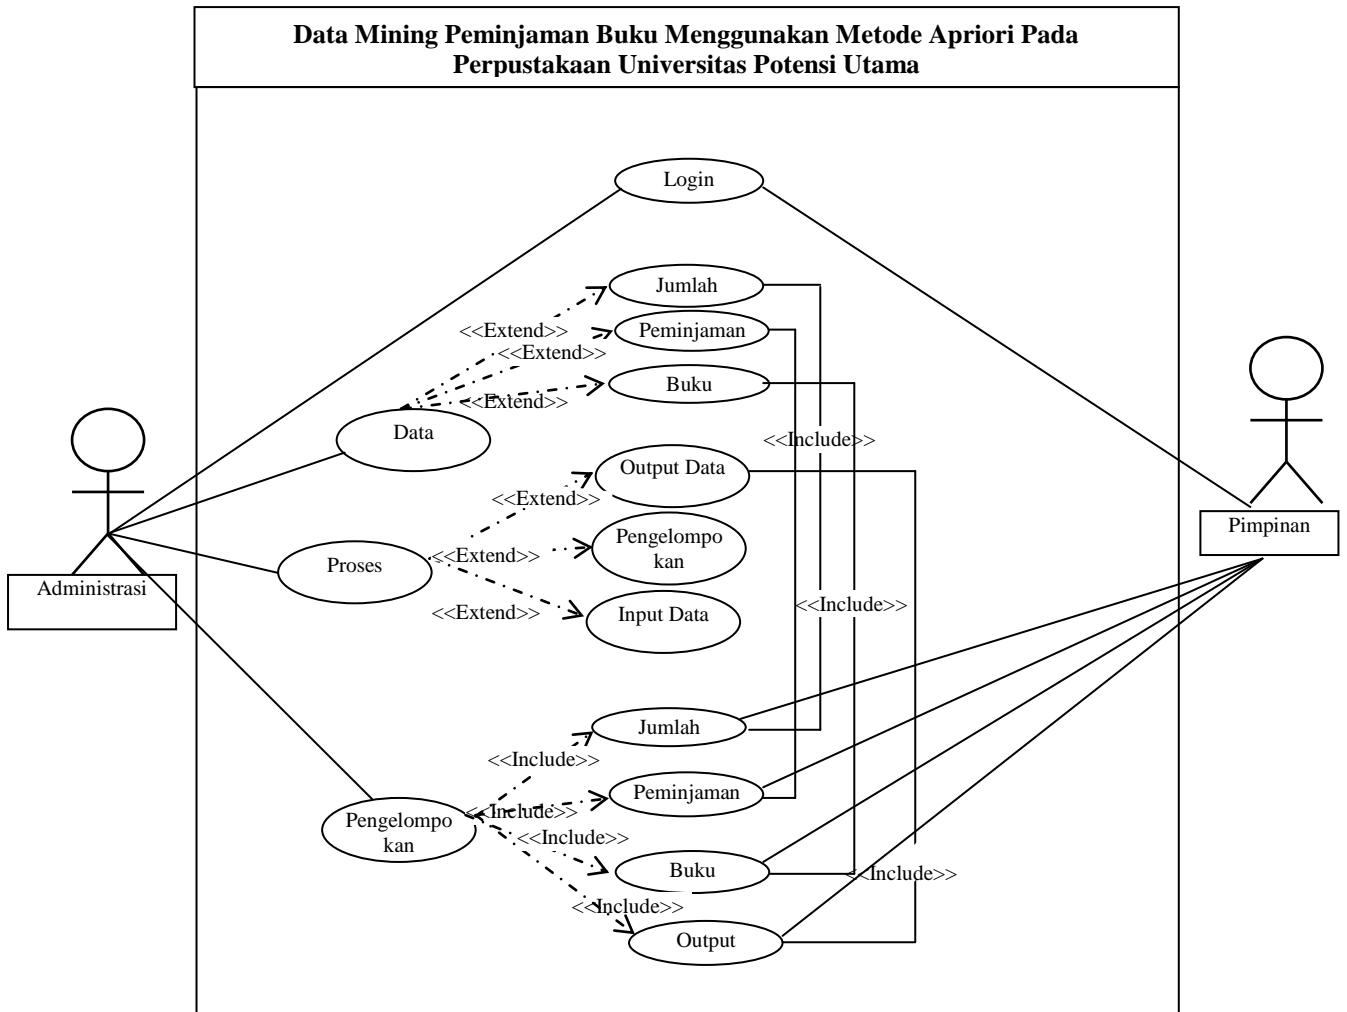 Data Mining Peminjaman Buku Menggunakan Metode Apriori Pada
Perpustakaan Universitas Potensi Utama
Login
Jumlah
<<Extend>>
Peminjaman
<<Extend>>
Buku
<<Extend>>
Data
<<Include>>
Output Data
<<Extend>>
Pengelompo
kan
<<Extend>>
Proses
Input Data
<<Extend>>
<<Include>>
Administrasi
Pimpinan
Jumlah
<<Include>>
Peminjaman
<<Include>>
Pengelompo
kan
<<Include>>
Buku
<<Include>>
<<Include>>
Output